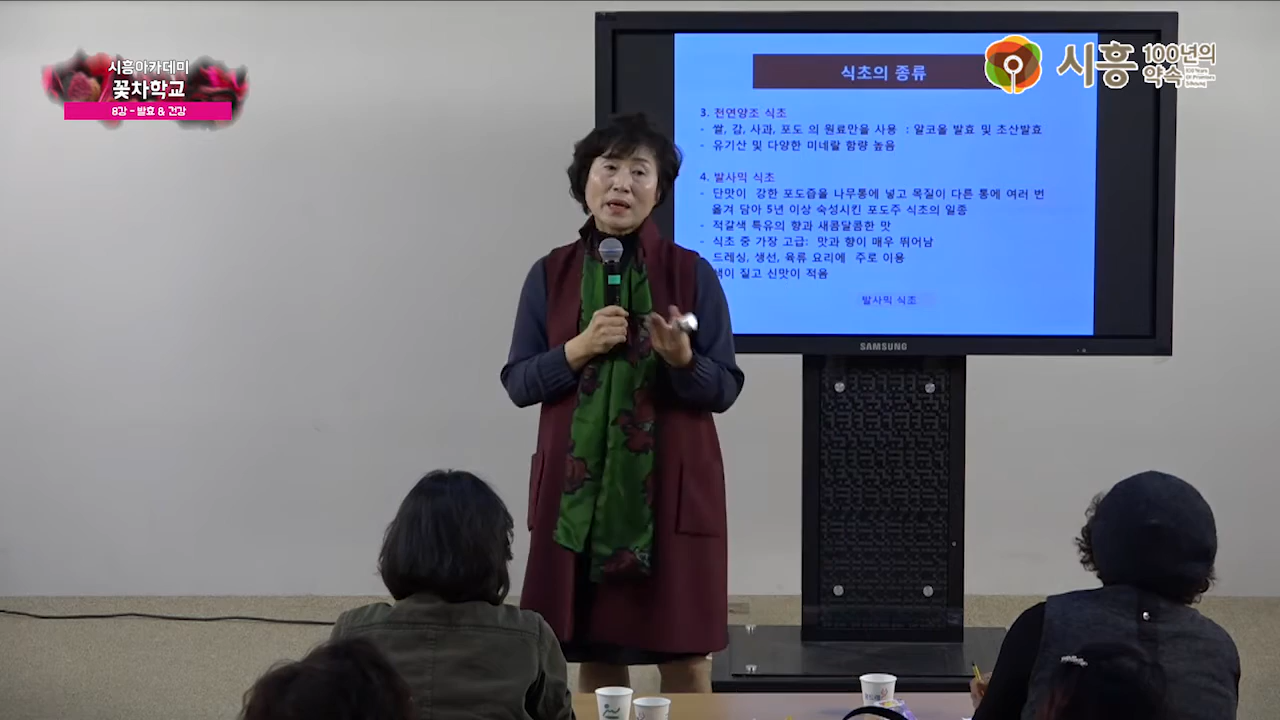 시흥아카데미
꽃차학교
8강 - 발효 & 건강
시흥
100년의
약속
식초의 종류
3. 천연양조 식초
- 쌀, 감, 사과, 포도 의 원료만을 사용 : 알코올 발효 및 초산발효
- 유기산 및 다양한 미네랄 함량 높음
4. 발사믹 식초
- 단맛이 강한 포도즙을 나무통에 넣고 목질이 다른 통에 여러 번
옮겨 담아 5년 이상 숙성시킨 포도주 식초의 일종
- 적갈색 특유의 향과 새콤달콤한 맛
- 식초 중 가장 고급: 맛과 향이 매우 뛰어남
드레싱, 생선, 육류 요리에 주로 이용
색이 짙고 신맛이 적음
발사믹 식초
SAMSUNG